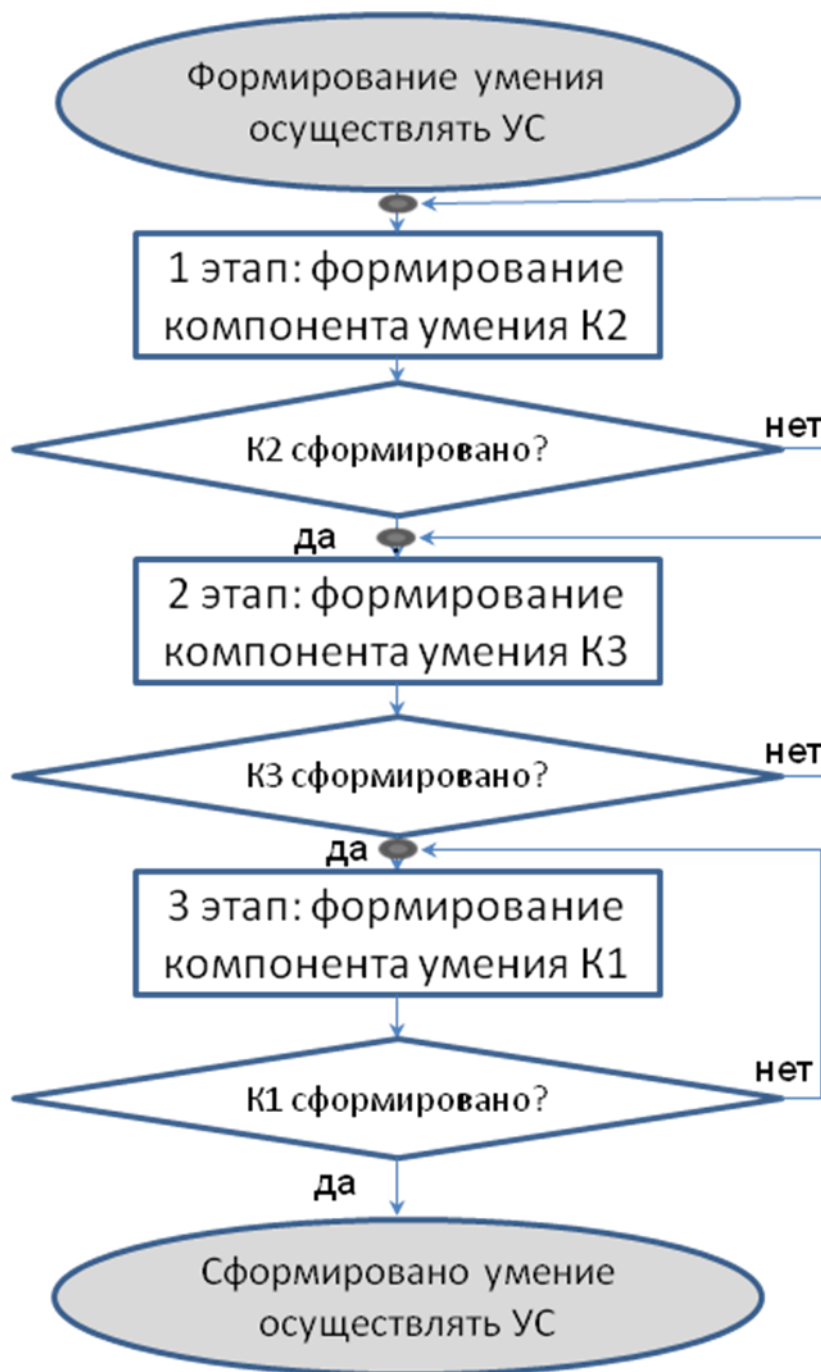 Формирование умения
осуществлять УС
1 этап: формирование
компонента умения К2
нет
К2 сформировано?
да
2 этап: формирование
компонента умения К3
нет
К3 сформировано?
да
3 этап: формирование
компонента умения К1
нет
К1 сформировано?
да
Сформировано умение
осуществлять УС